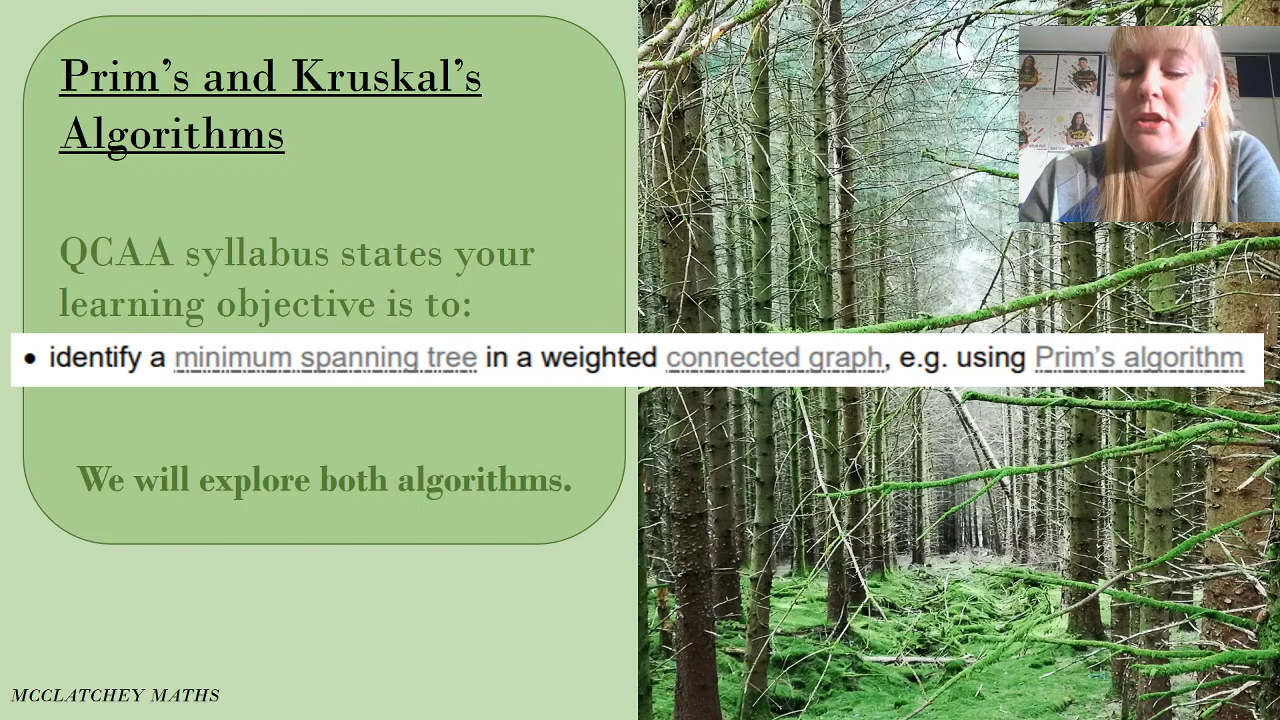 Prim’s and Kruskal’s
Algorithms
QCAA syllabus states your
learning objective is to:
• identify a minimum spanning tree in a weighted connected graph, e.g. using Prim’s algorithm
We will explore both algorithms.
MCCLATCHEY MATHS